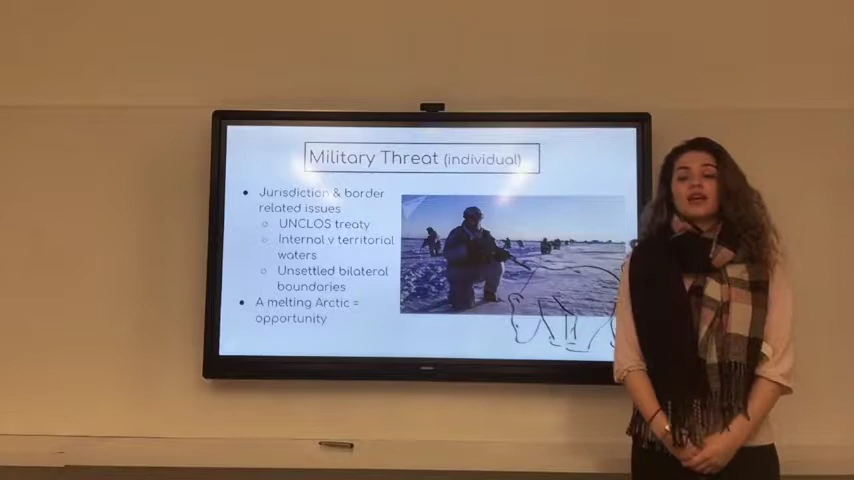 Military Threat (individual)
Jurisdiction & border
related issues
UNCLOS treaty
Internal v territorial
waters
Unsettled bilateral
boundaries
A melting Arctic =
opportunity